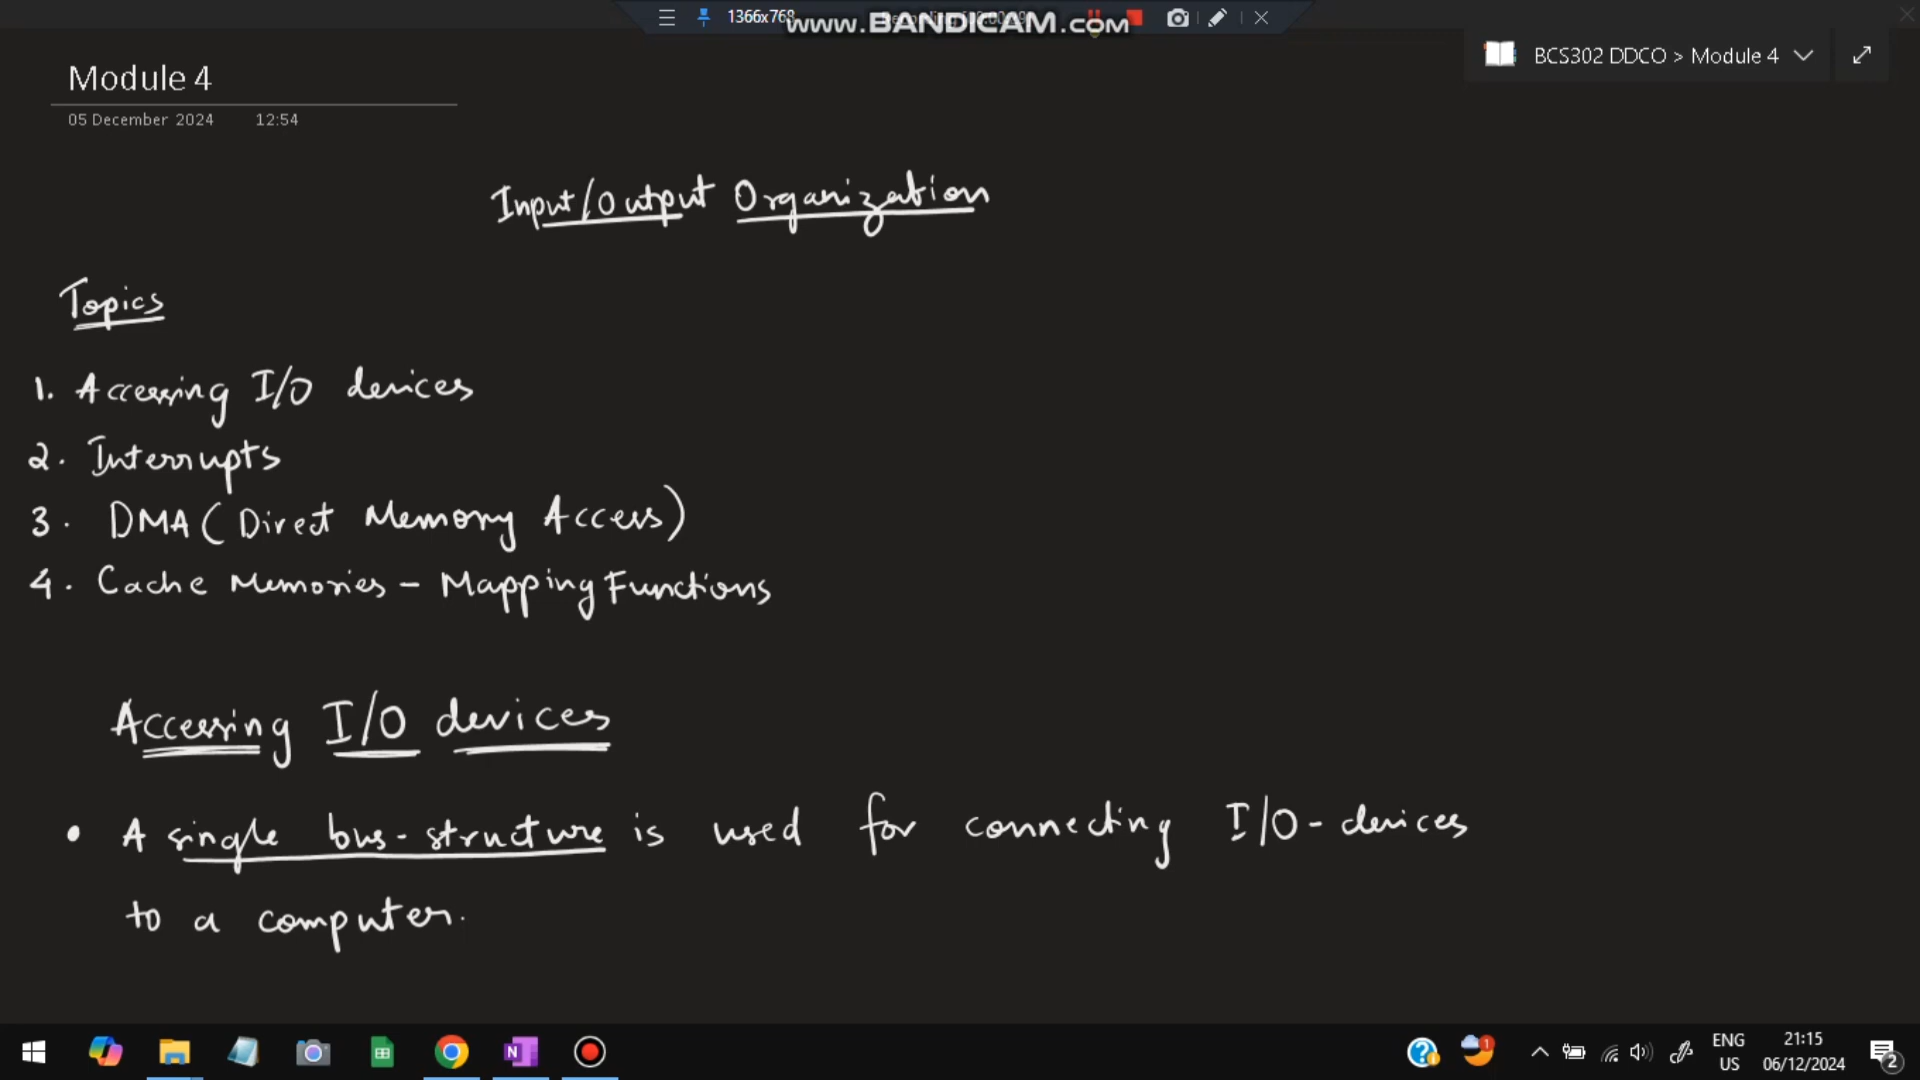 1366x768
www.BANDICAM.com
BCS302 DDCO > Module 4
Module 4
05 December 2024 12:54
Input/Output Organization
Topics
1. Accessing I/O devices
2. Interrupts
3. DMA (Direct Memory Access)
4. Cache Memories - Mapping Functions
Accessing I/O devices
• A single bus-structure is used for connecting I/O-devices
to a computer.
N
1
ENG
US
21:15
06/12/2024
2